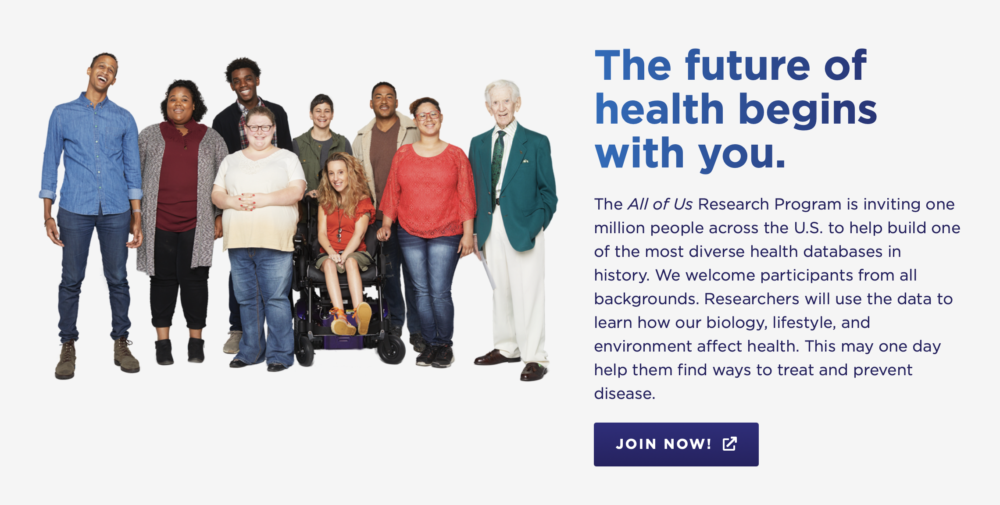 The future of
health begins
with you.
The All of Us Research Program is inviting one
million people across the U.S. to help build one
of the most diverse health databases in
history. We welcome participants from all
backgrounds. Researchers will use the data to
learn how our biology, lifestyle, and
environment affect health. This may one day
help them find ways to treat and prevent
disease.
JOIN NOW!